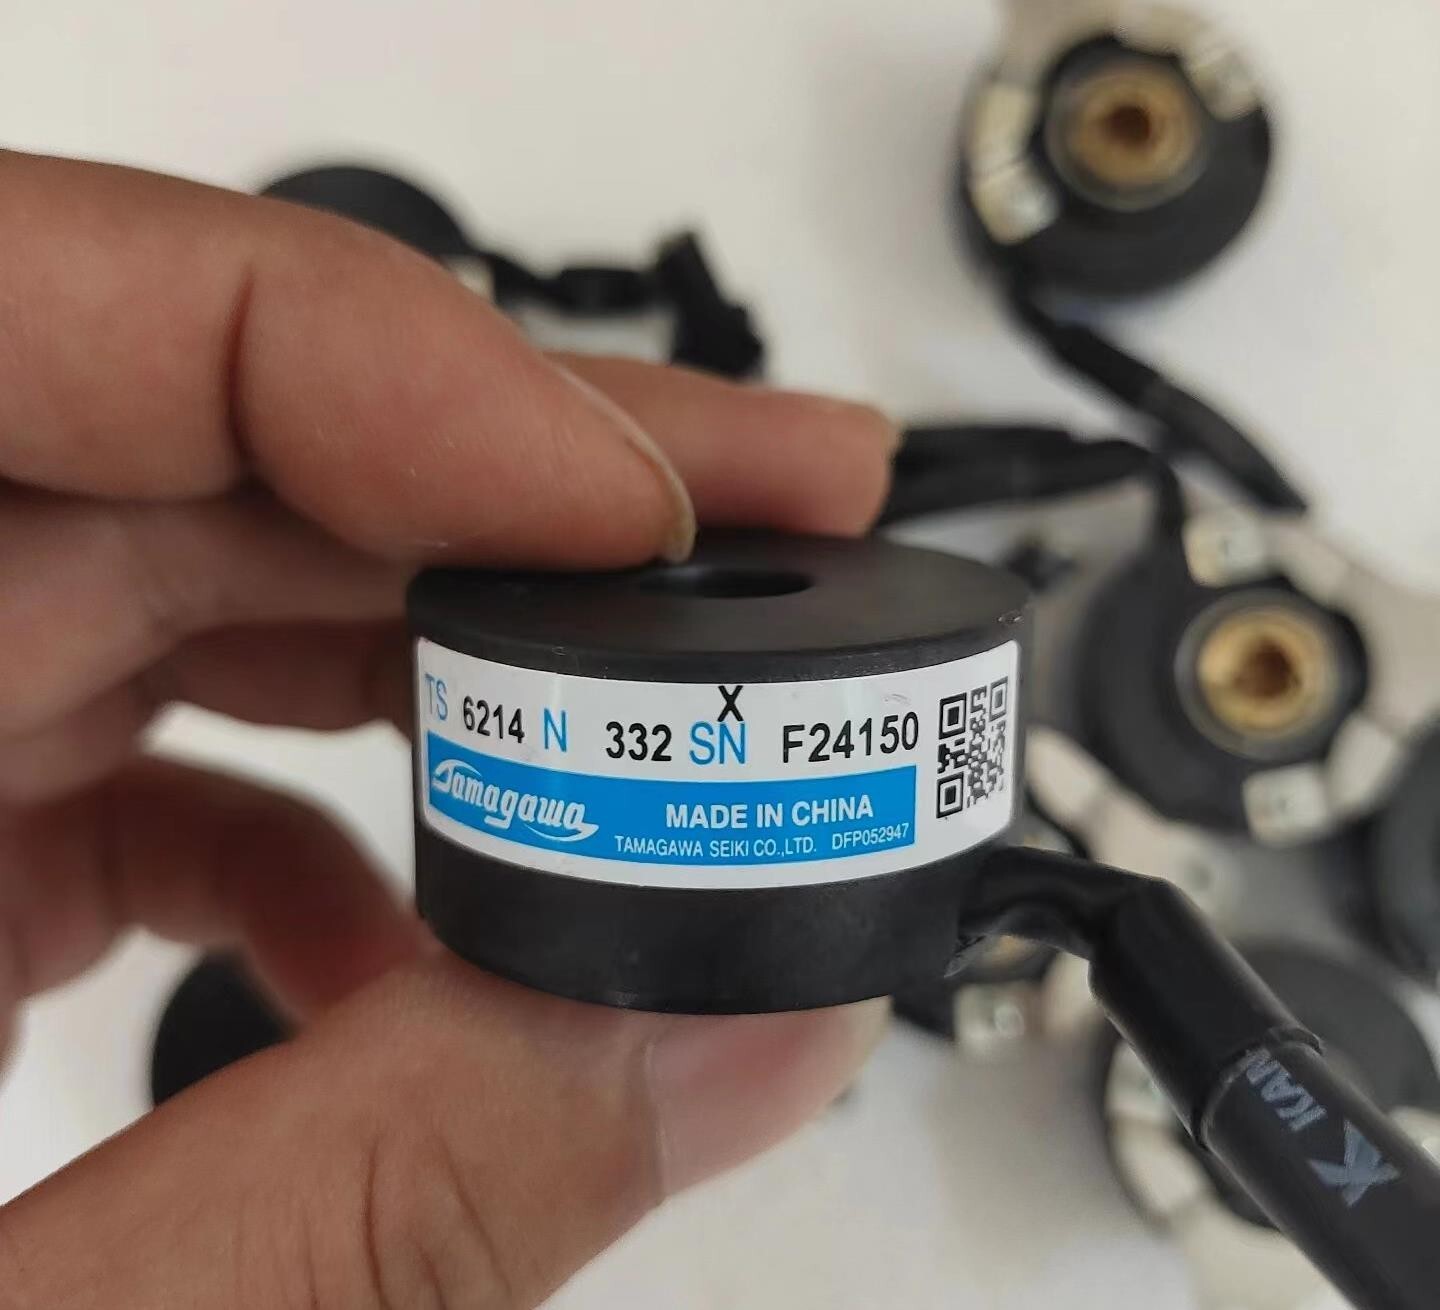 X
TS 6214 N 332 SN F24150
Tamagawa
MADE IN CHINA
TAMAGAWA SEIKI CO.,LTD. DFP052947